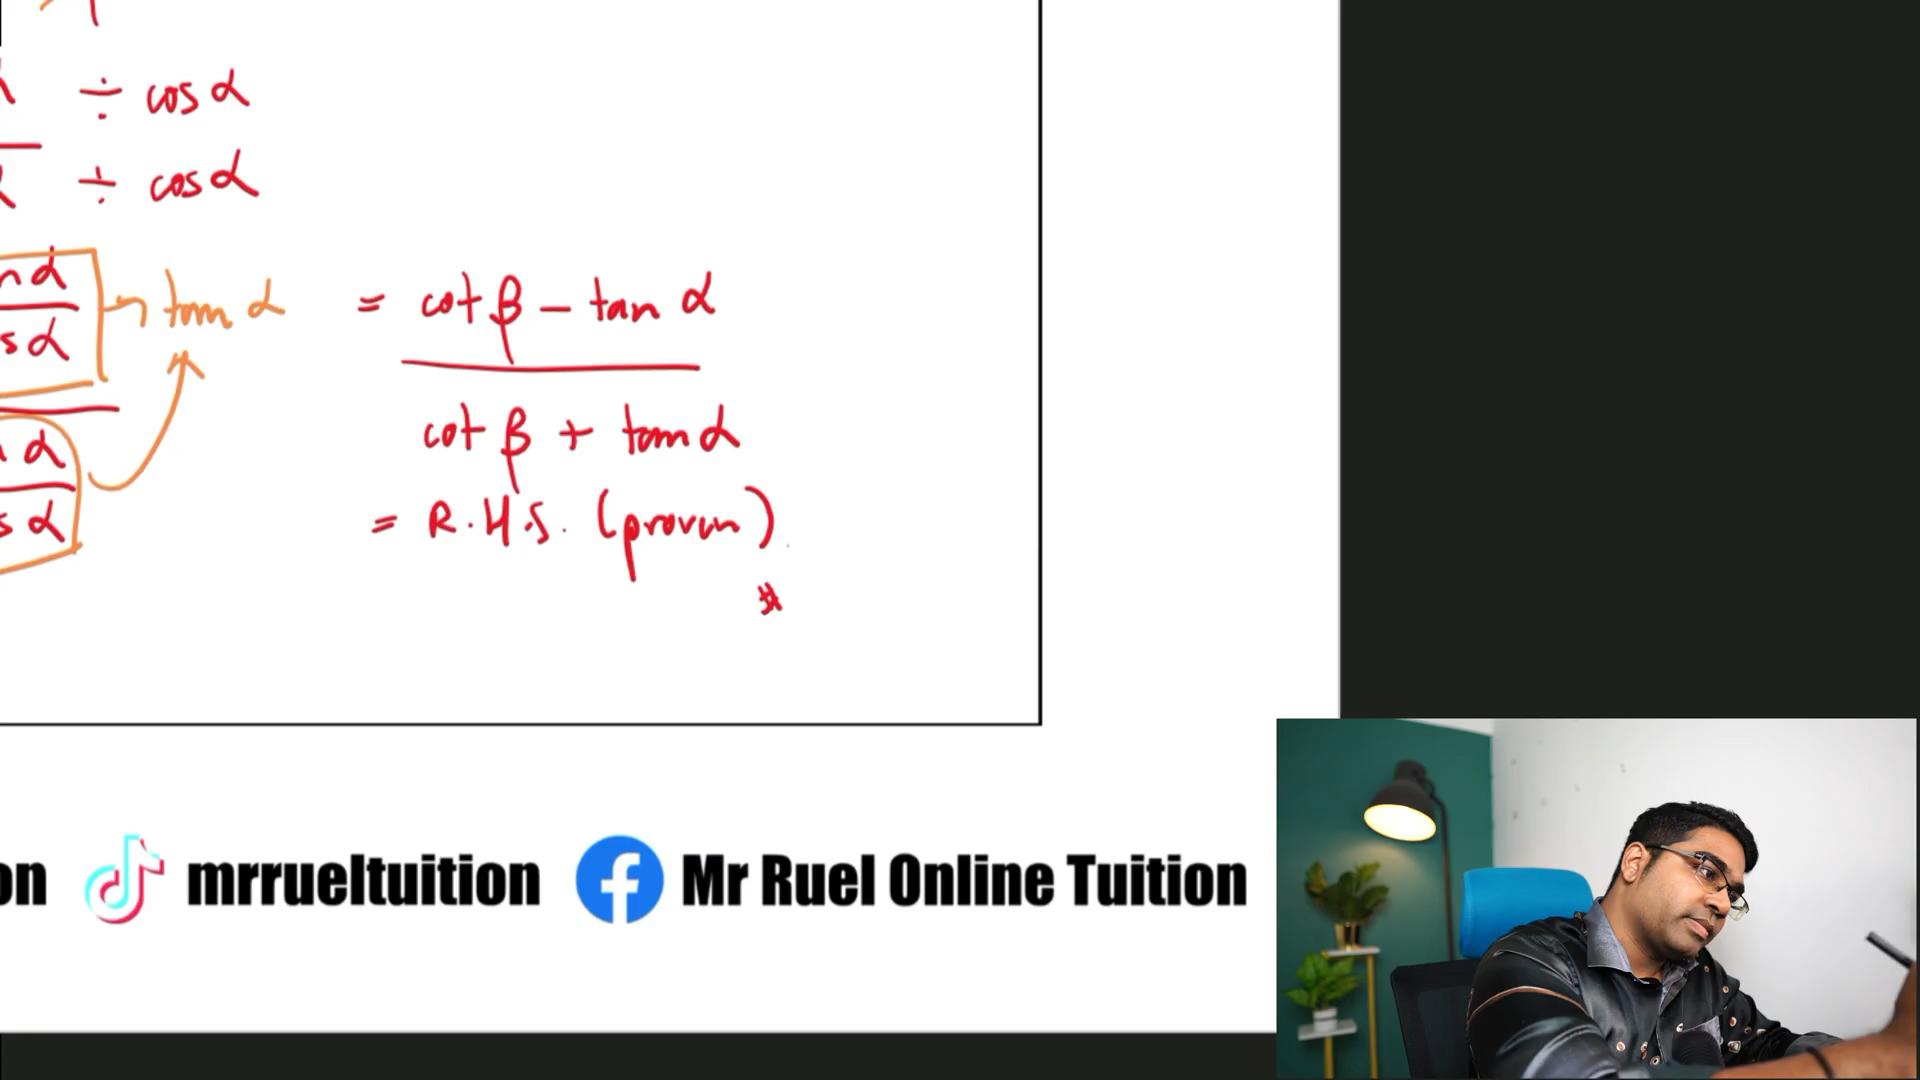 ÷ cos α
÷ cos α
α
s α
tan α
= cot β - tan α
cot β + tan α
α
s α
= R.H.S. (proven)
#
mrrueltuition
Mr Ruel Online Tuition